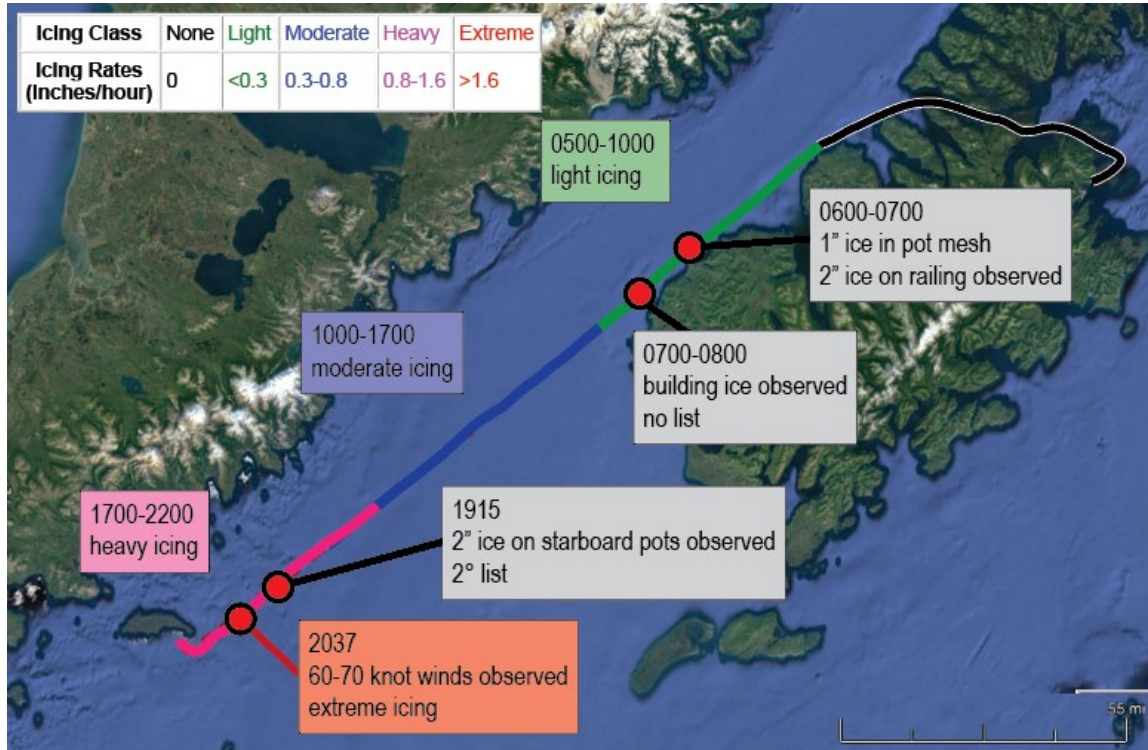 Icing Class None Light Moderate Heavy Extreme
Icing Rates
(Inches/hour) 0 <0.3 0.3-0.8 0.8-1.6 >1.6
0500-1000
light icing
0600-0700
1” ice in pot mesh
2” ice on railing observed
1000-1700
moderate icing
0700-0800
building ice observed
no list
1700-2200
heavy icing
1915
2” ice on starboard pots observed
2° list
2037
60-70 knot winds observed
extreme icing
55 mi